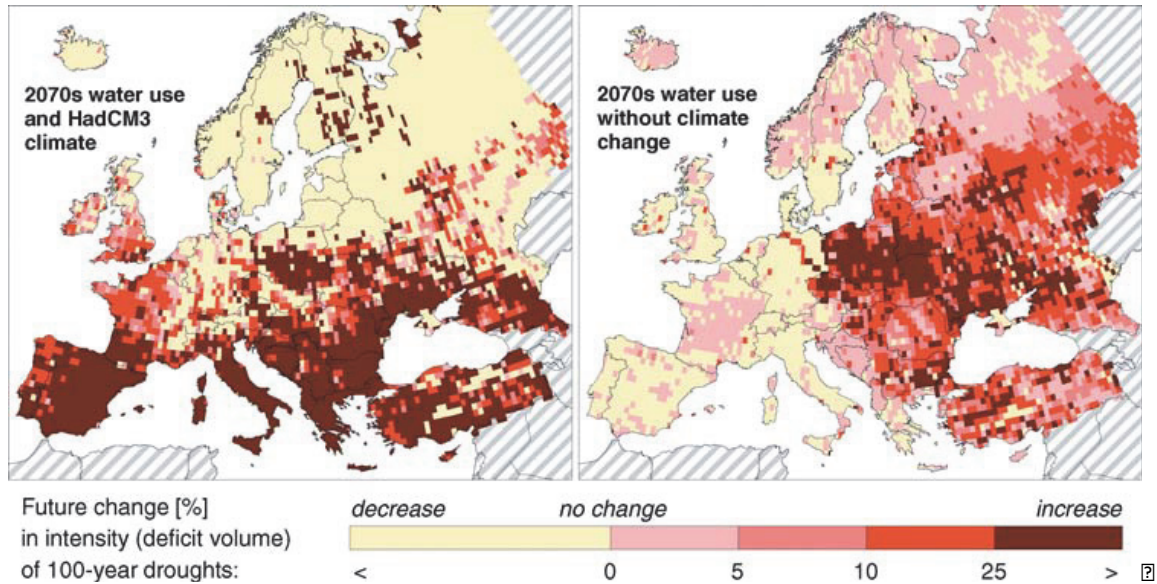 2070s water use
and HadCM3
climate
2070s water use
without climate
change
Future change [%]
in intensity (deficit volume)
of 100-year droughts:
decrease no change increase
< 0 5 10 25 >